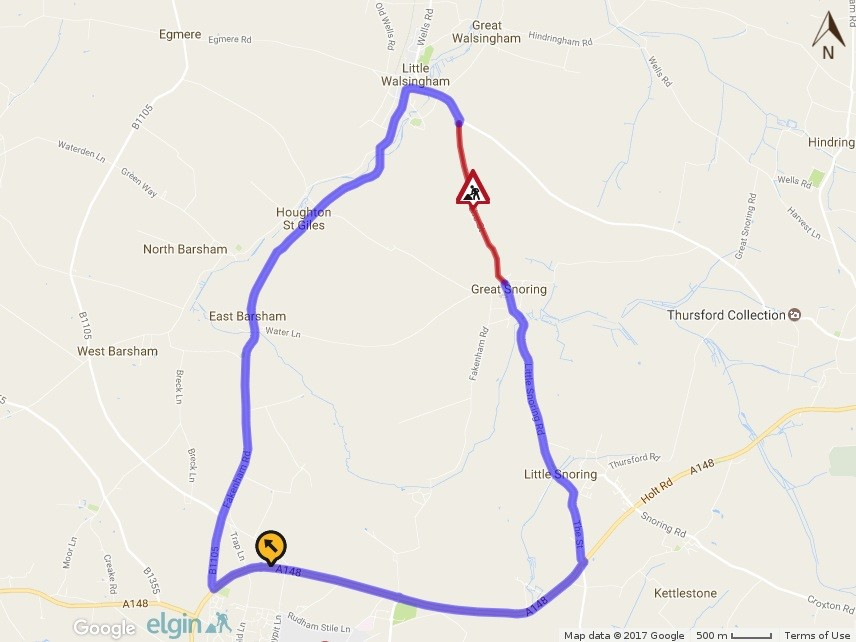 Egmere
Egmere Rd
Old Wells Rd
Wells Rd
Great
Walsingham
Hindringham Rd
N
Little
Walsingham
Wells Rd
B1105
Waterden Ln
Green Way
Hindring
Wells Rd
Harvest Ln
Great Snoring Rd
Houghton
St Giles
North Barsham
Great Snoring
B1105
East Barsham
Water Ln
West Barsham
Thursford Collection
Fakenham Rd
Breck Ln
Little Snoring Rd
Breck Ln
Fakenham Rd
Little Snoring
Thursford Rd
A148
Holt Rd
Snoring Rd
The St
Moor Ln
Creake Rd
B1355
Trap Ln
B1105
A148
A148
A148
Kettlestone
Croxton Rd
Rudham Stile Ln
Google
elgin
Map data © 2017 Google
500 m
Terms of Use